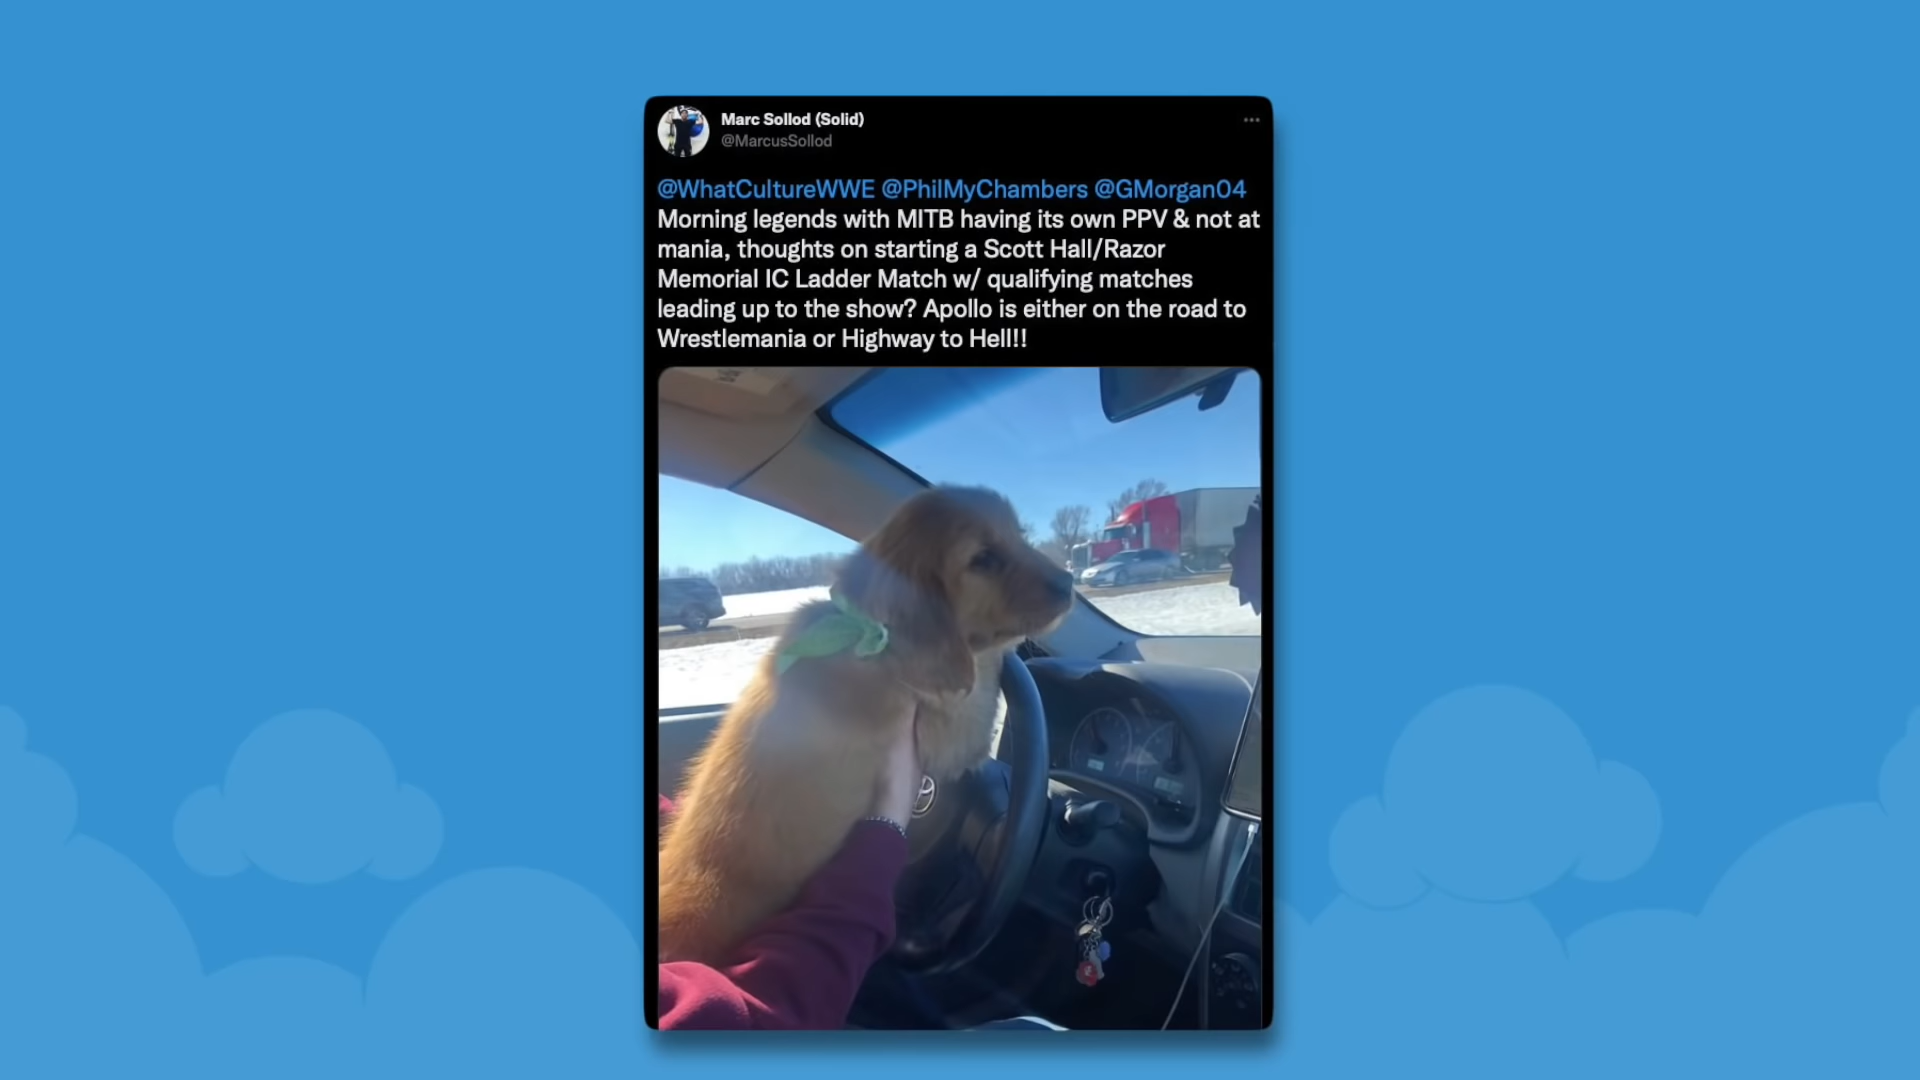 Marc Sollod (Solid)
@MarcusSollod
@WhatCultureWWE @PhilMyChambers @GMorgan04
Morning legends with MITB having its own PPV & not at
mania, thoughts on starting a Scott Hall/Razor
Memorial IC Ladder Match w/ qualifying matches
leading up to the show? Apollo is either on the road to
Wrestlemania or Highway to Hell!!